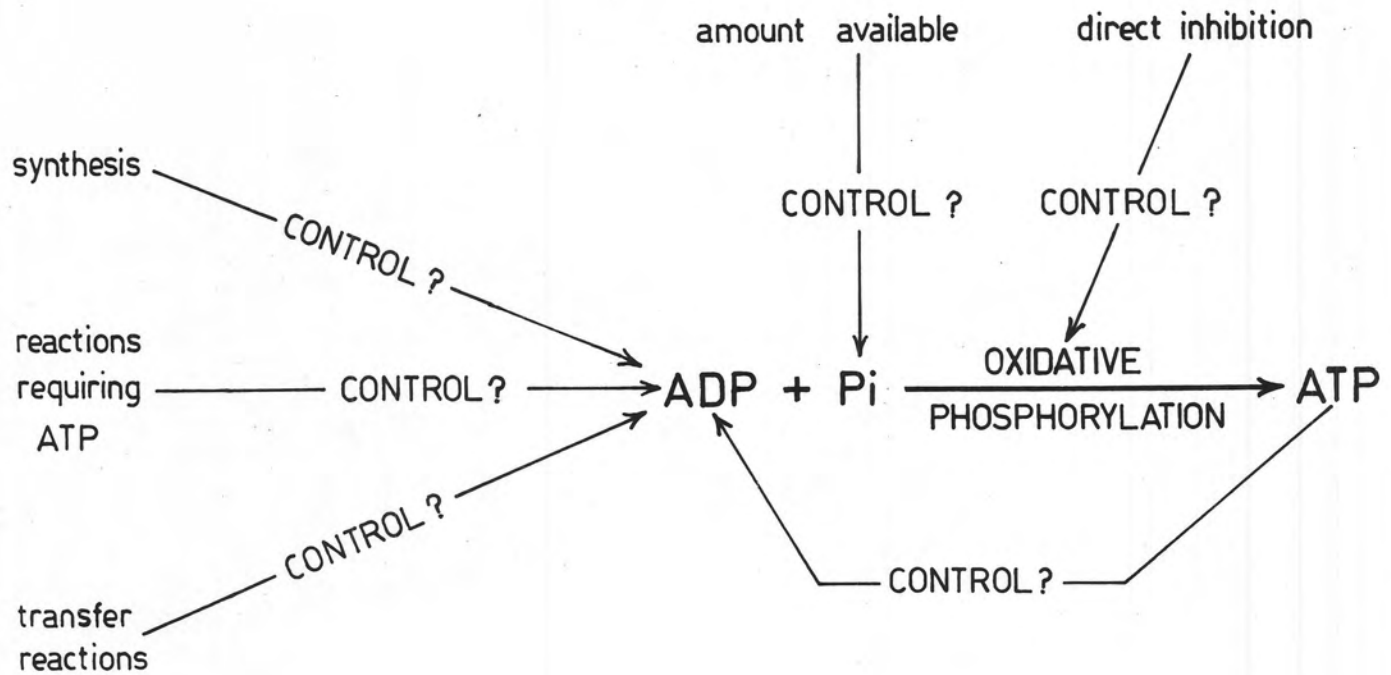 amount available
direct inhibition
synthesis
CONTROL ?
CONTROL ?
CONTROL ?
reactions
requiring
ATP
CONTROL ?
ADP + Pi
OXIDATIVE
PHOSPHORYLATION
ATP
CONTROL ?
CONTROL ?
transfer
reactions